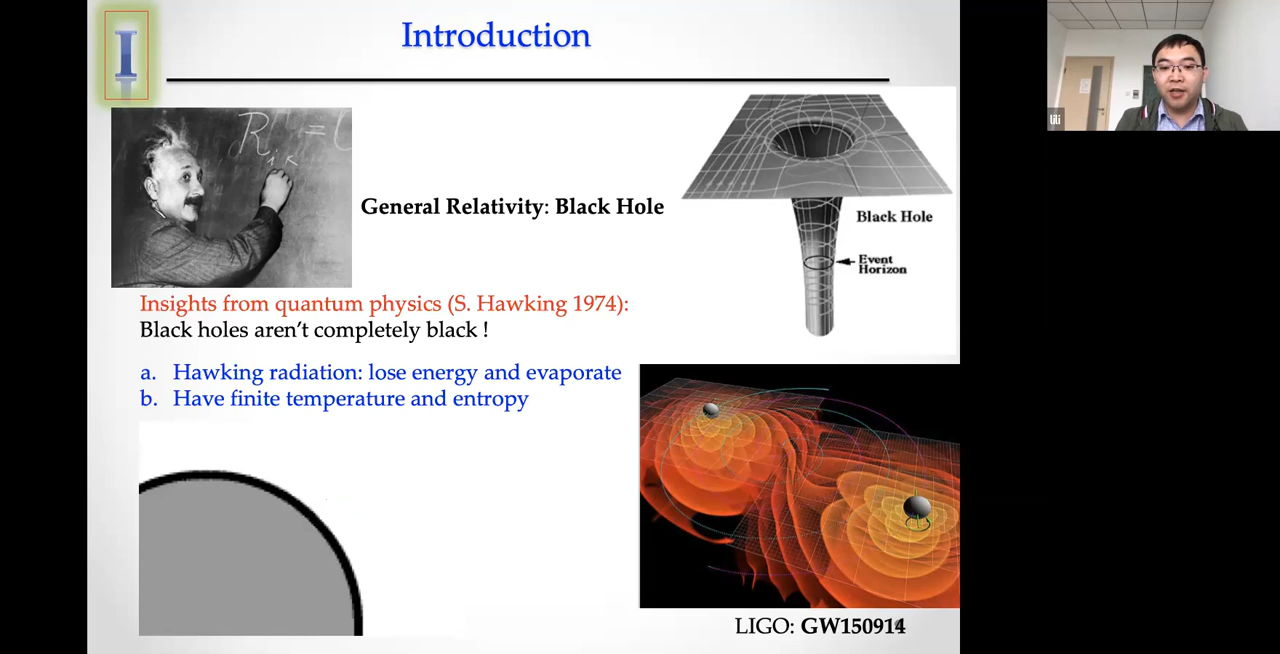 I
Introduction
R i k = 
General Relativity: Black Hole
Black Hole
Event
Horizon
Insights from quantum physics (S. Hawking 1974):
Black holes aren't completely black !
a. Hawking radiation: lose energy and evaporate
b. Have finite temperature and entropy
LIGO: GW150914